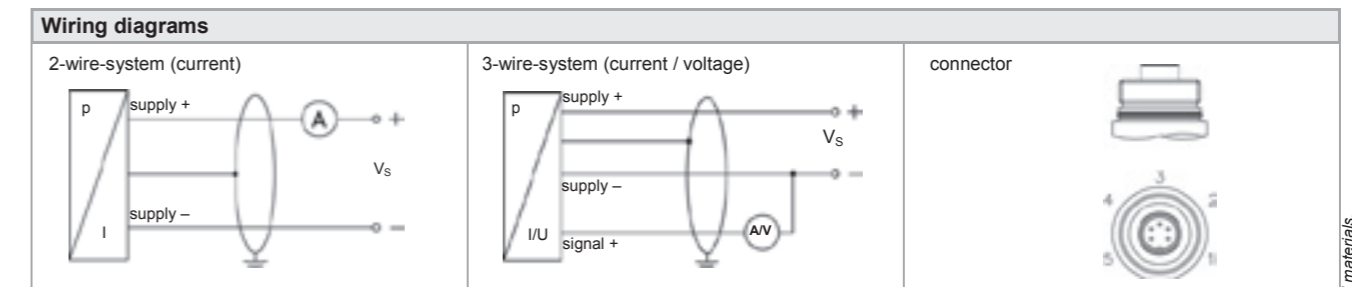 Wiring diagrams
2-wire-system (current)
p
supply +
A
+
VS
supply –
I
–
3-wire-system (current / voltage)
p
supply +
+
VS
–
supply –
I/U
signal +
A/V
connector
3
4
2
5
1
materials